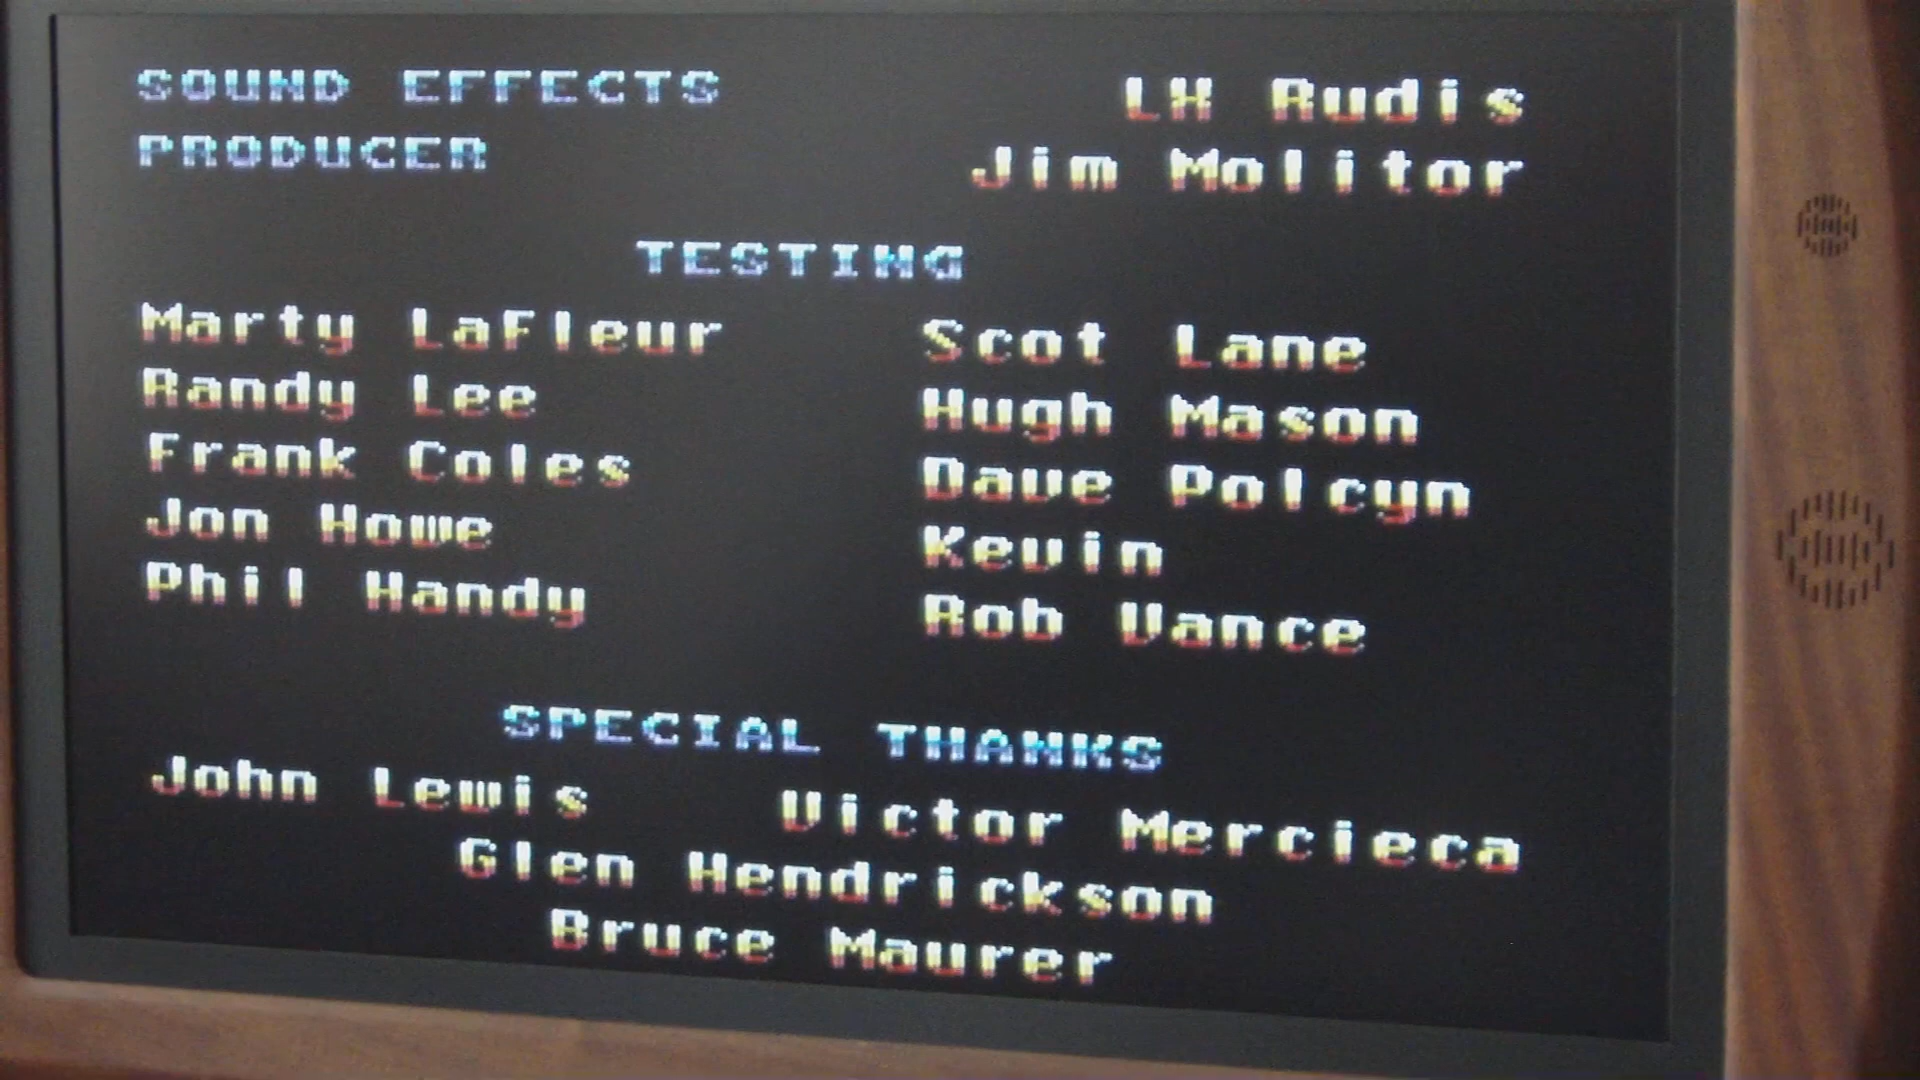 SOUND EFFECTS LX Rudis
PRODUCER Jim Molitor
TESTING
Marty LaFleur Scot Lane
Randy Lee Hugh Mason
Frank Coles Dave Polcyn
Jon Howe Kevin
Phil Handy Rob Vance
SPECIAL THANKS
John Lewis Victor Mercieca
Glen Hendrickson
Bruce Maurer